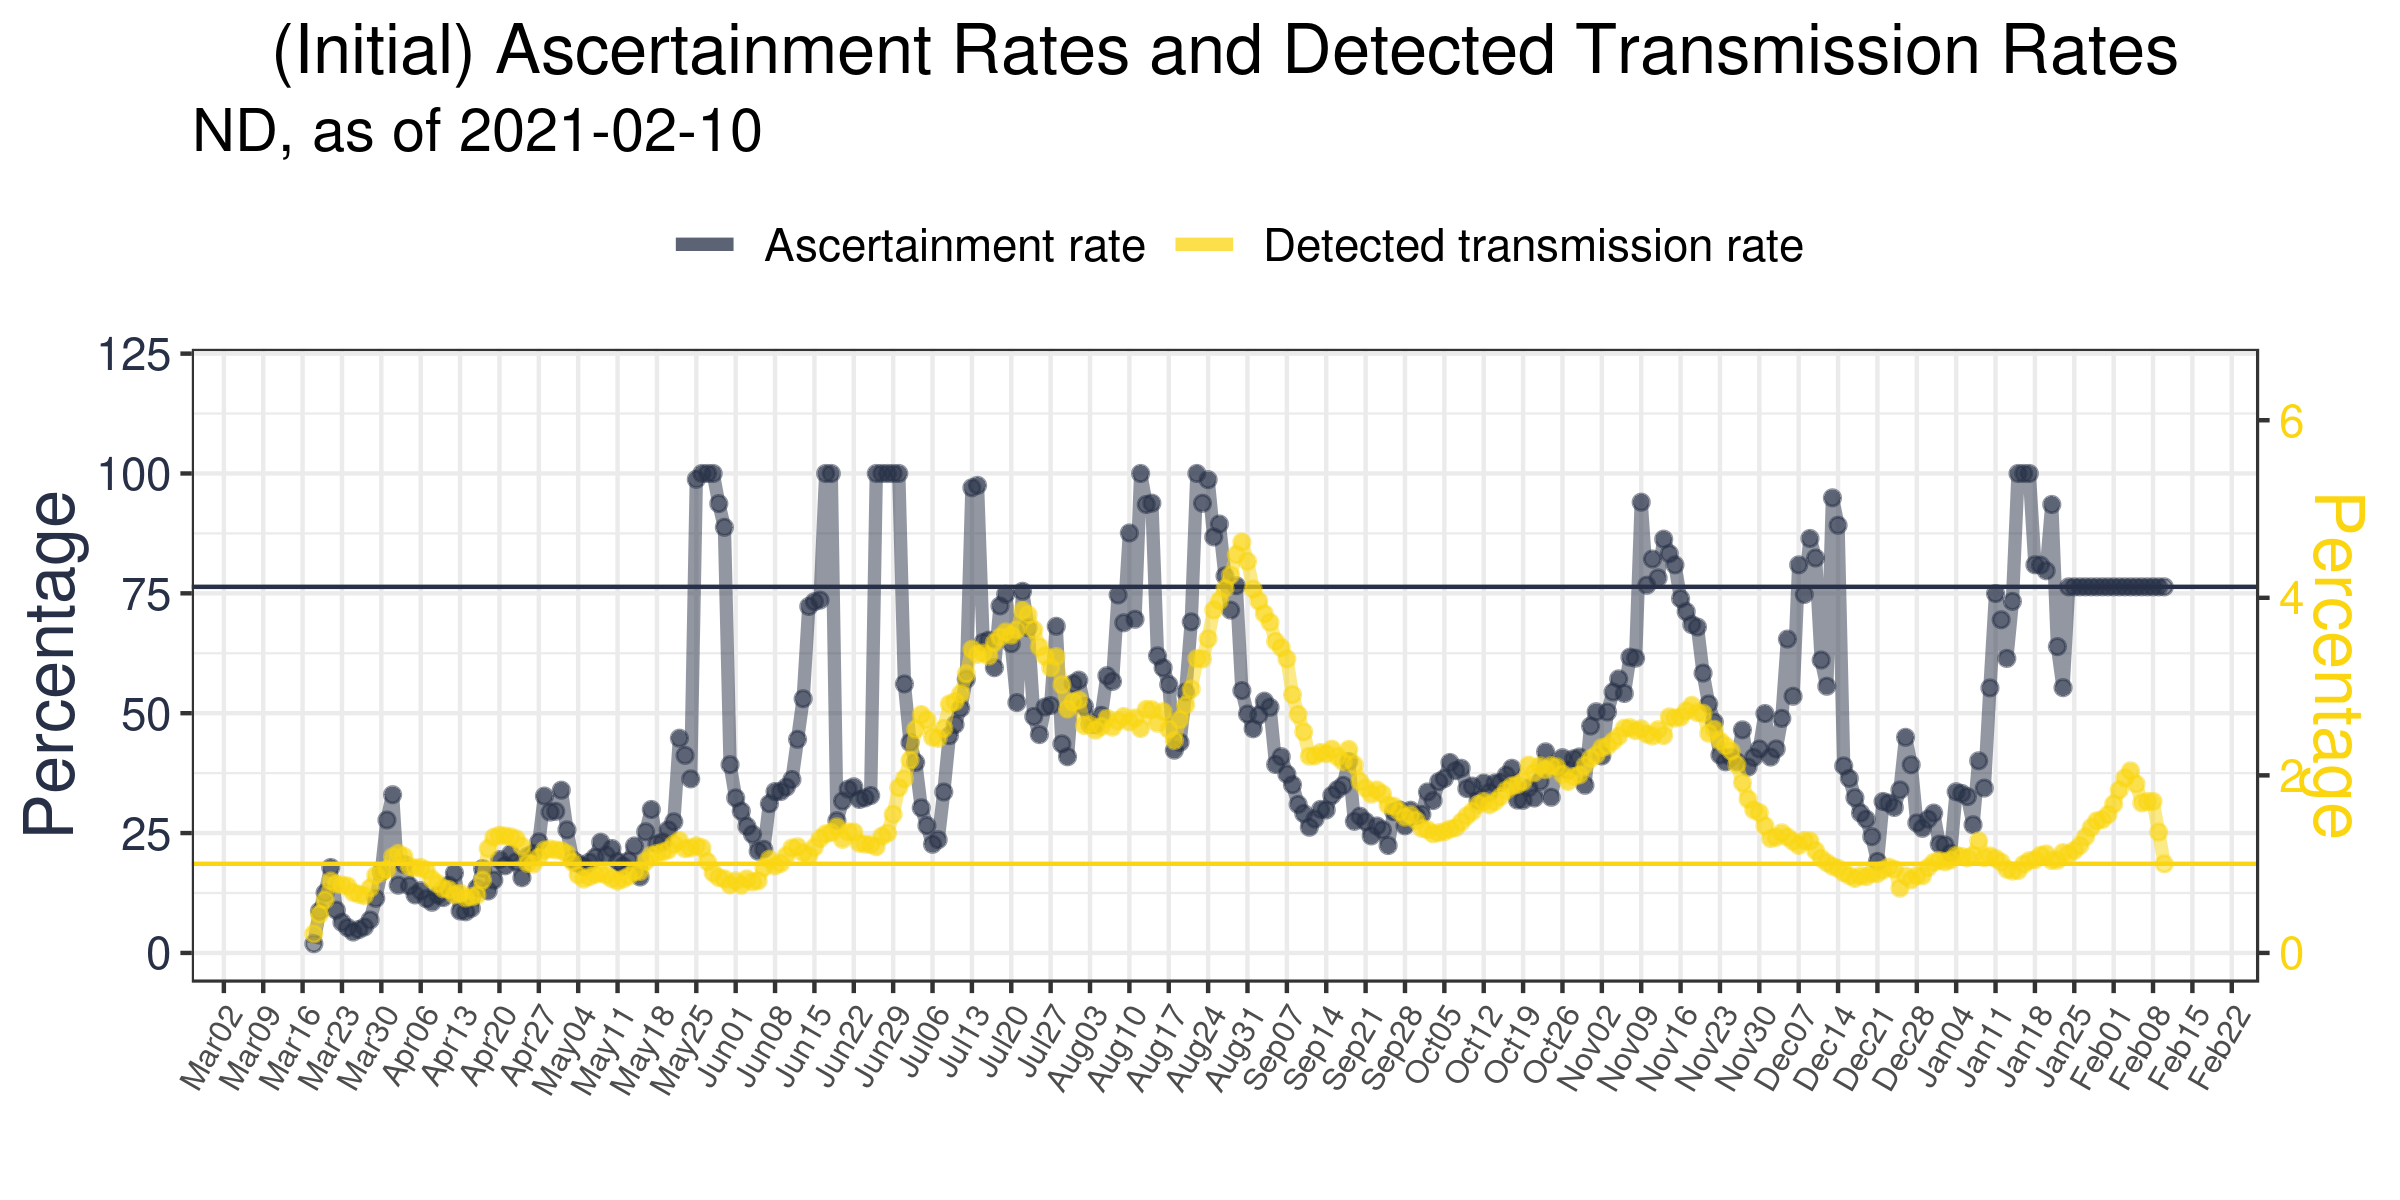 (Initial) Ascertainment Rates and Detected Transmission Rates
ND, as of 2021-02-10
Ascertainment rate Detected transmission rate
Percentage
125
100
75
50
25
0
6
4
2
0
Percentage
Mar02 Mar09 Mar16 Mar23 Mar30 Apr06 Apr13 Apr20 Apr27 May04 May11 May18 May25 Jun01 Jun08 Jun15 Jun22 Jun29 Jul06 Jul13 Jul20 Jul27 Aug03 Aug10 Aug17 Aug24 Aug31 Sep07 Sep14 Sep21 Sep28 Oct05 Oct12 Oct19 Oct26 Nov02 Nov09 Nov16 Nov23 Nov30 Dec07 Dec14 Dec21 Dec28 Jan04 Jan11 Jan18 Jan25 Feb01 Feb08 Feb15 Feb22